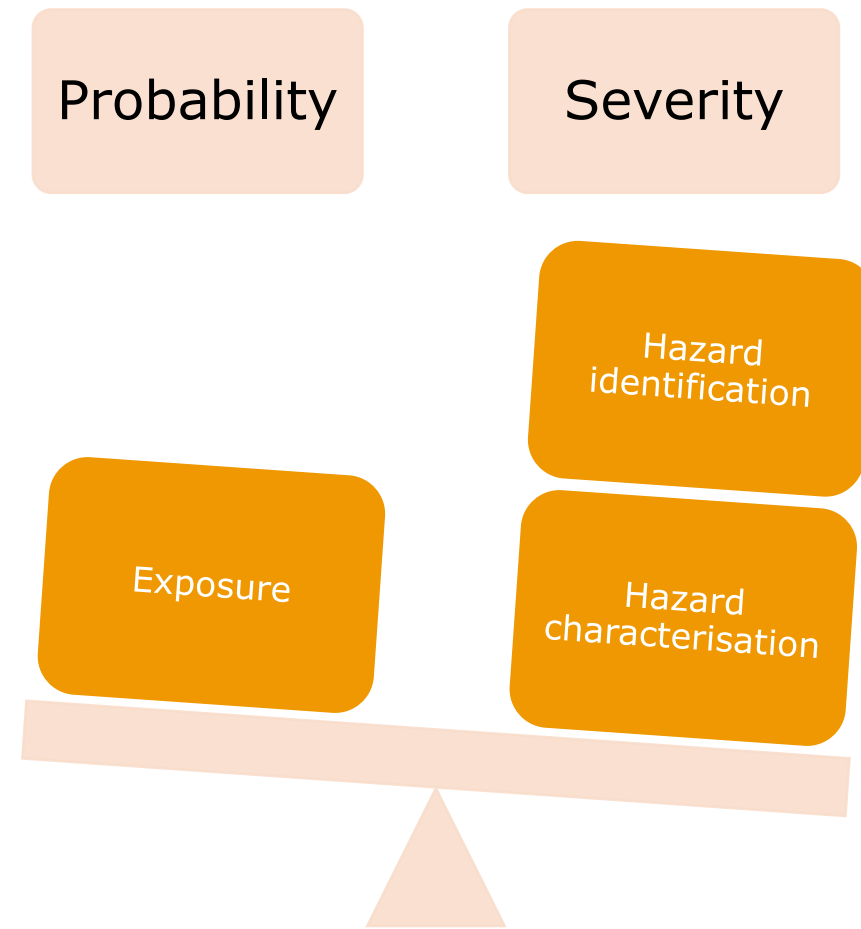 Probability
Severity
Hazard
identification
Exposure
Hazard
characterisation